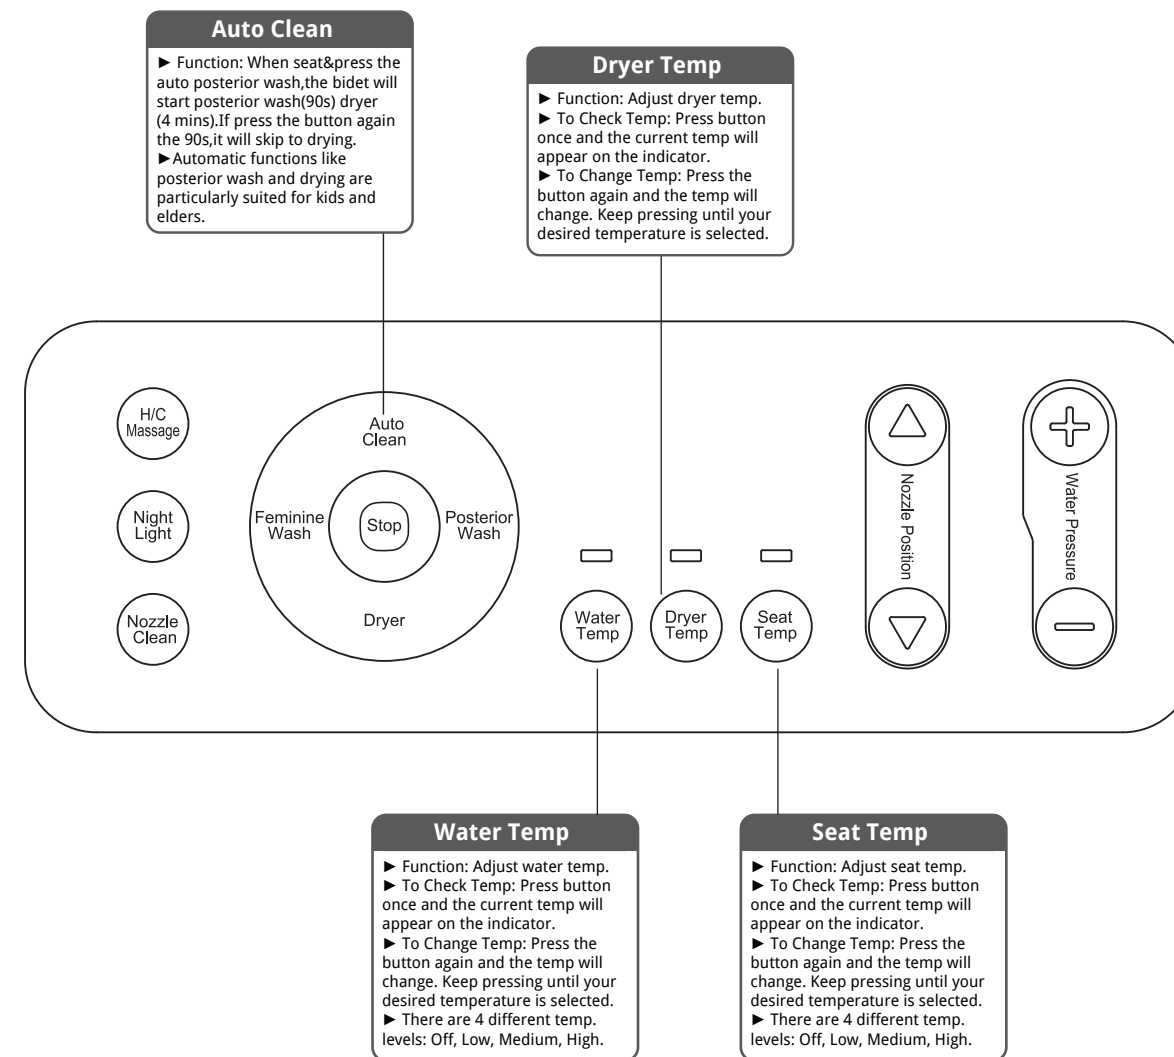 Auto Clean
► Function: When seat&press the
auto posterior wash,the bidet will
start posterior wash(90s) dryer
(4 mins).If press the button again
the 90s,it will skip to drying.
►Automatic functions like
posterior wash and drying are
particularly suited for kids and
elders.
Dryer Temp
► Function: Adjust dryer temp.
► To Check Temp: Press button
once and the current temp will
appear on the indicator.
► To Change Temp: Press the
button again and the temp will
change. Keep pressing until your
desired temperature is selected.
H/C
Massage
Night
Light
Nozzle
Clean
Auto
Clean
Feminine
Wash
Stop
Posterior
Wash
Dryer
Water
Temp
Dryer
Temp
Seat
Temp
Nozzle Position
Water Pressure
Water Temp
► Function: Adjust water temp.
► To Check Temp: Press button
once and the current temp will
appear on the indicator.
► To Change Temp: Press the
button again and the temp will
change. Keep pressing until your
desired temperature is selected.
► There are 4 different temp.
levels: Off, Low, Medium, High.
Seat Temp
► Function: Adjust seat temp.
► To Check Temp: Press button
once and the current temp will
appear on the indicator.
► To Change Temp: Press the
button again and the temp will
change. Keep pressing until your
desired temperature is selected.
► There are 4 different temp.
levels: Off, Low, Medium, High.